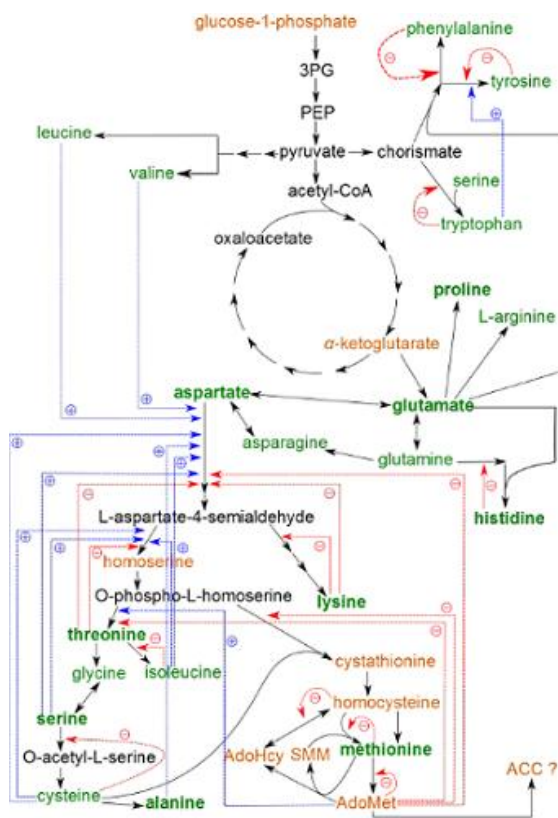 glucose-1-phosphate
phenylalanine
3PG
tyrosine
PEP
leucine
pyruvate
chorismate
valine
serine
acetyl-CoA
tryptophan
oxaloacetate
proline
L-arginine
α-ketoglutarate
aspartate
glutamate
asparagine
glutamine
L-aspartate-4-semialdehyde
histidine
homoserine
O-phospho-L-homoserine
lysine
threonine
cystathionine
glycine
isoleucine
homocysteine
serine
methionine
O-acetyl-L-serine
AdoHcy
SMM
ACC ?
cysteine
alanine
AdoMet